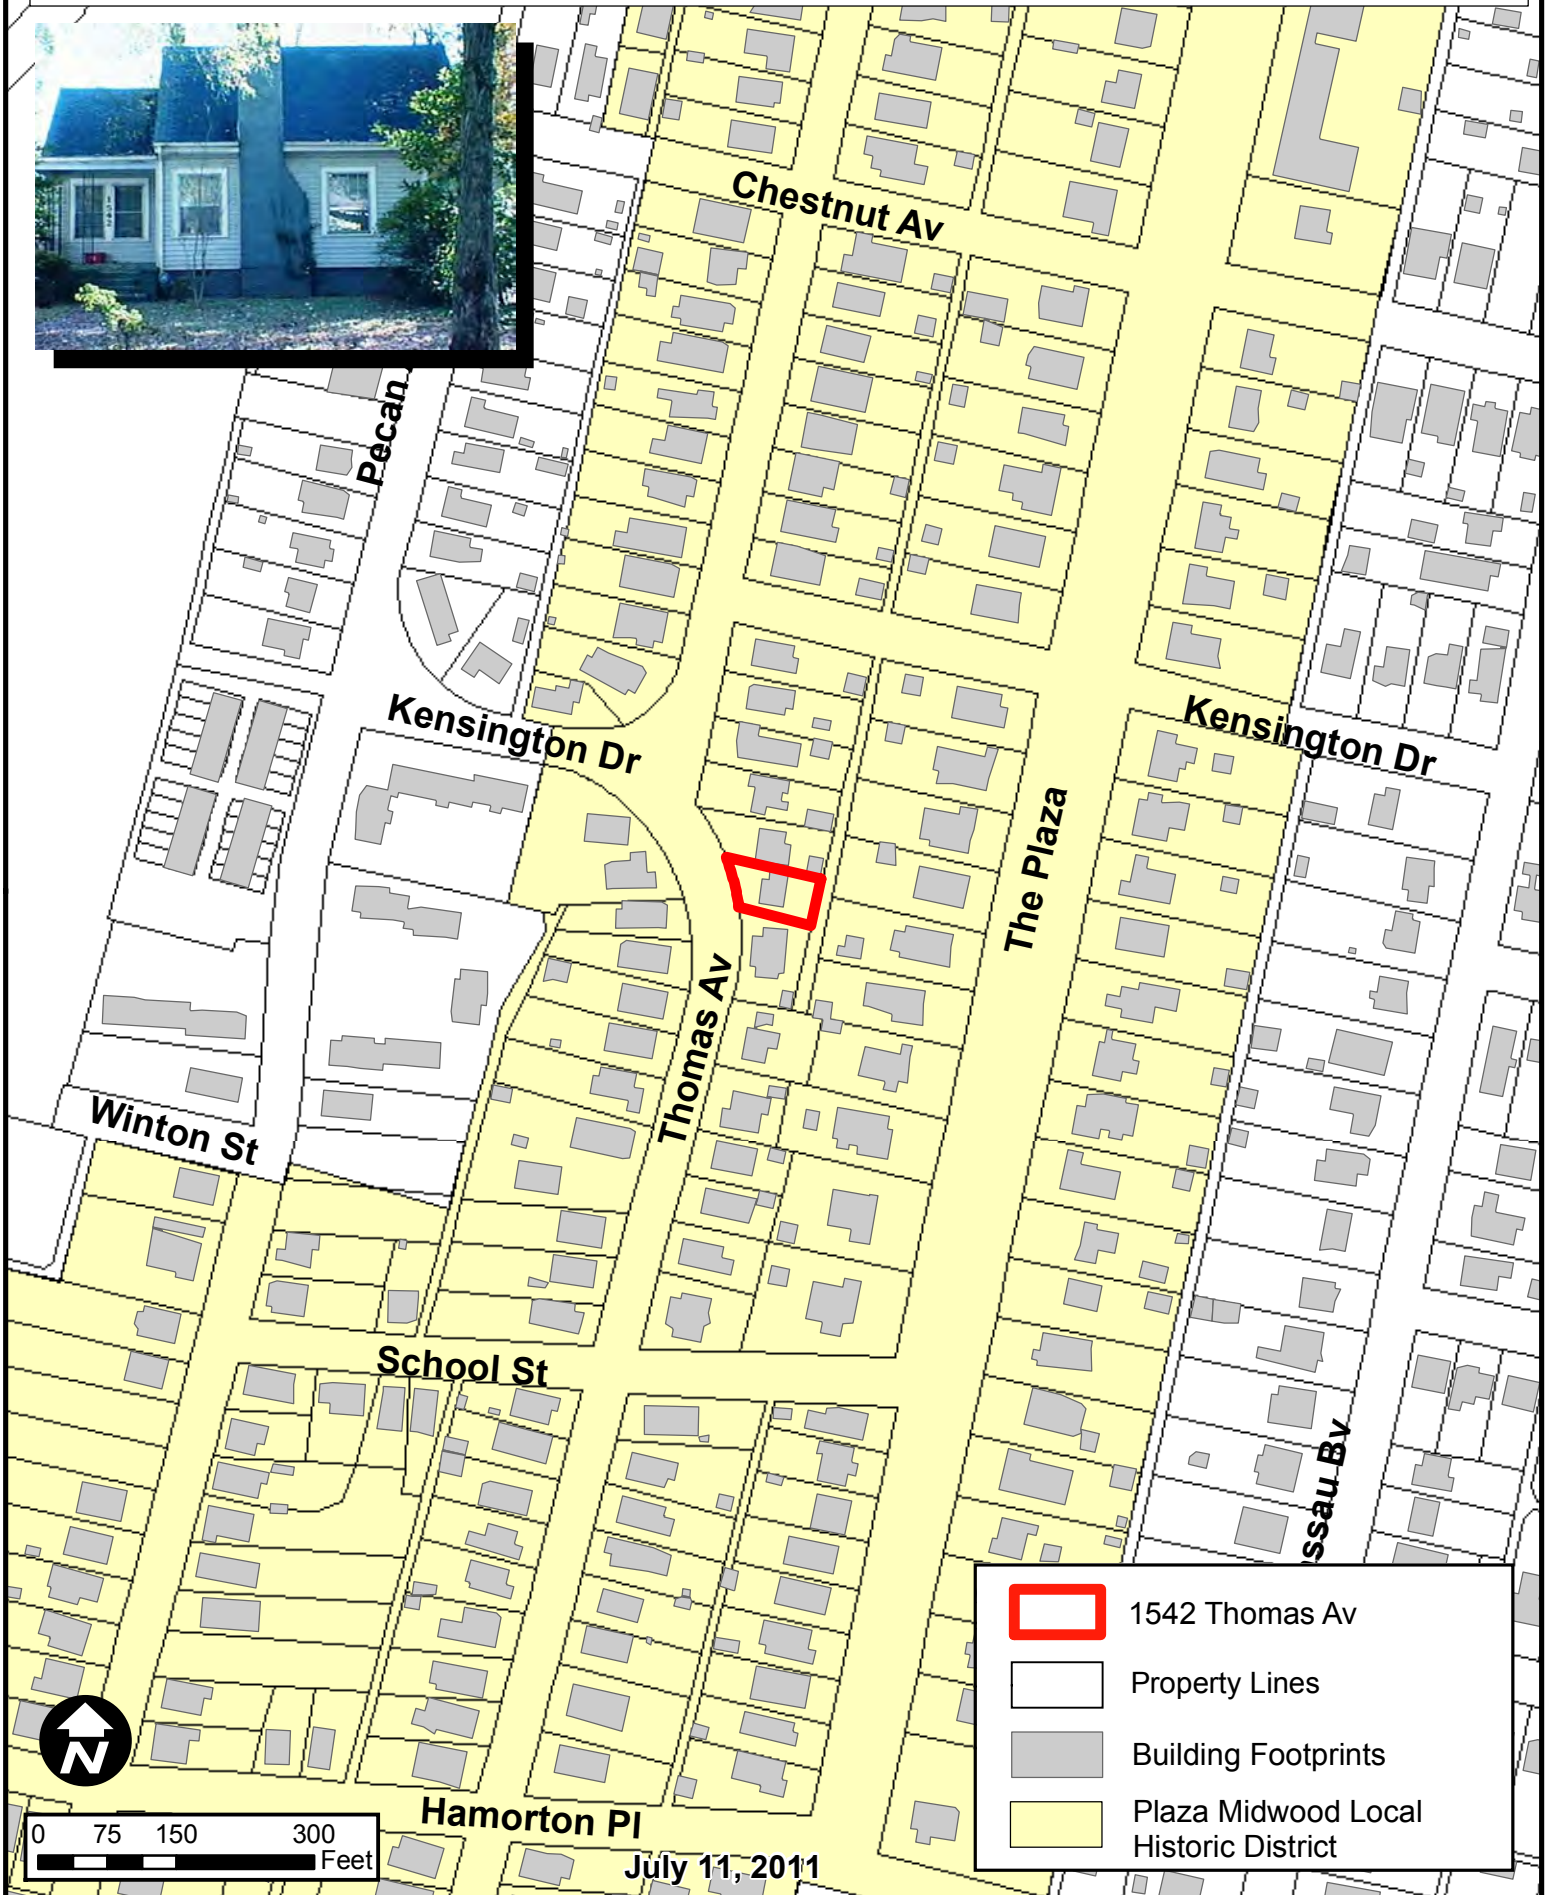 1542
Chestnut Av
Pecan
Kensington Dr
Kensington Dr
The Plaza
Thomas Av
Winton St
School St
ssau Bv
1542 Thomas Av
Property Lines
Building Footprints
Plaza Midwood Local
Historic District
N
Hamorton Pl
0 75 150 300
Feet
July 11, 2011